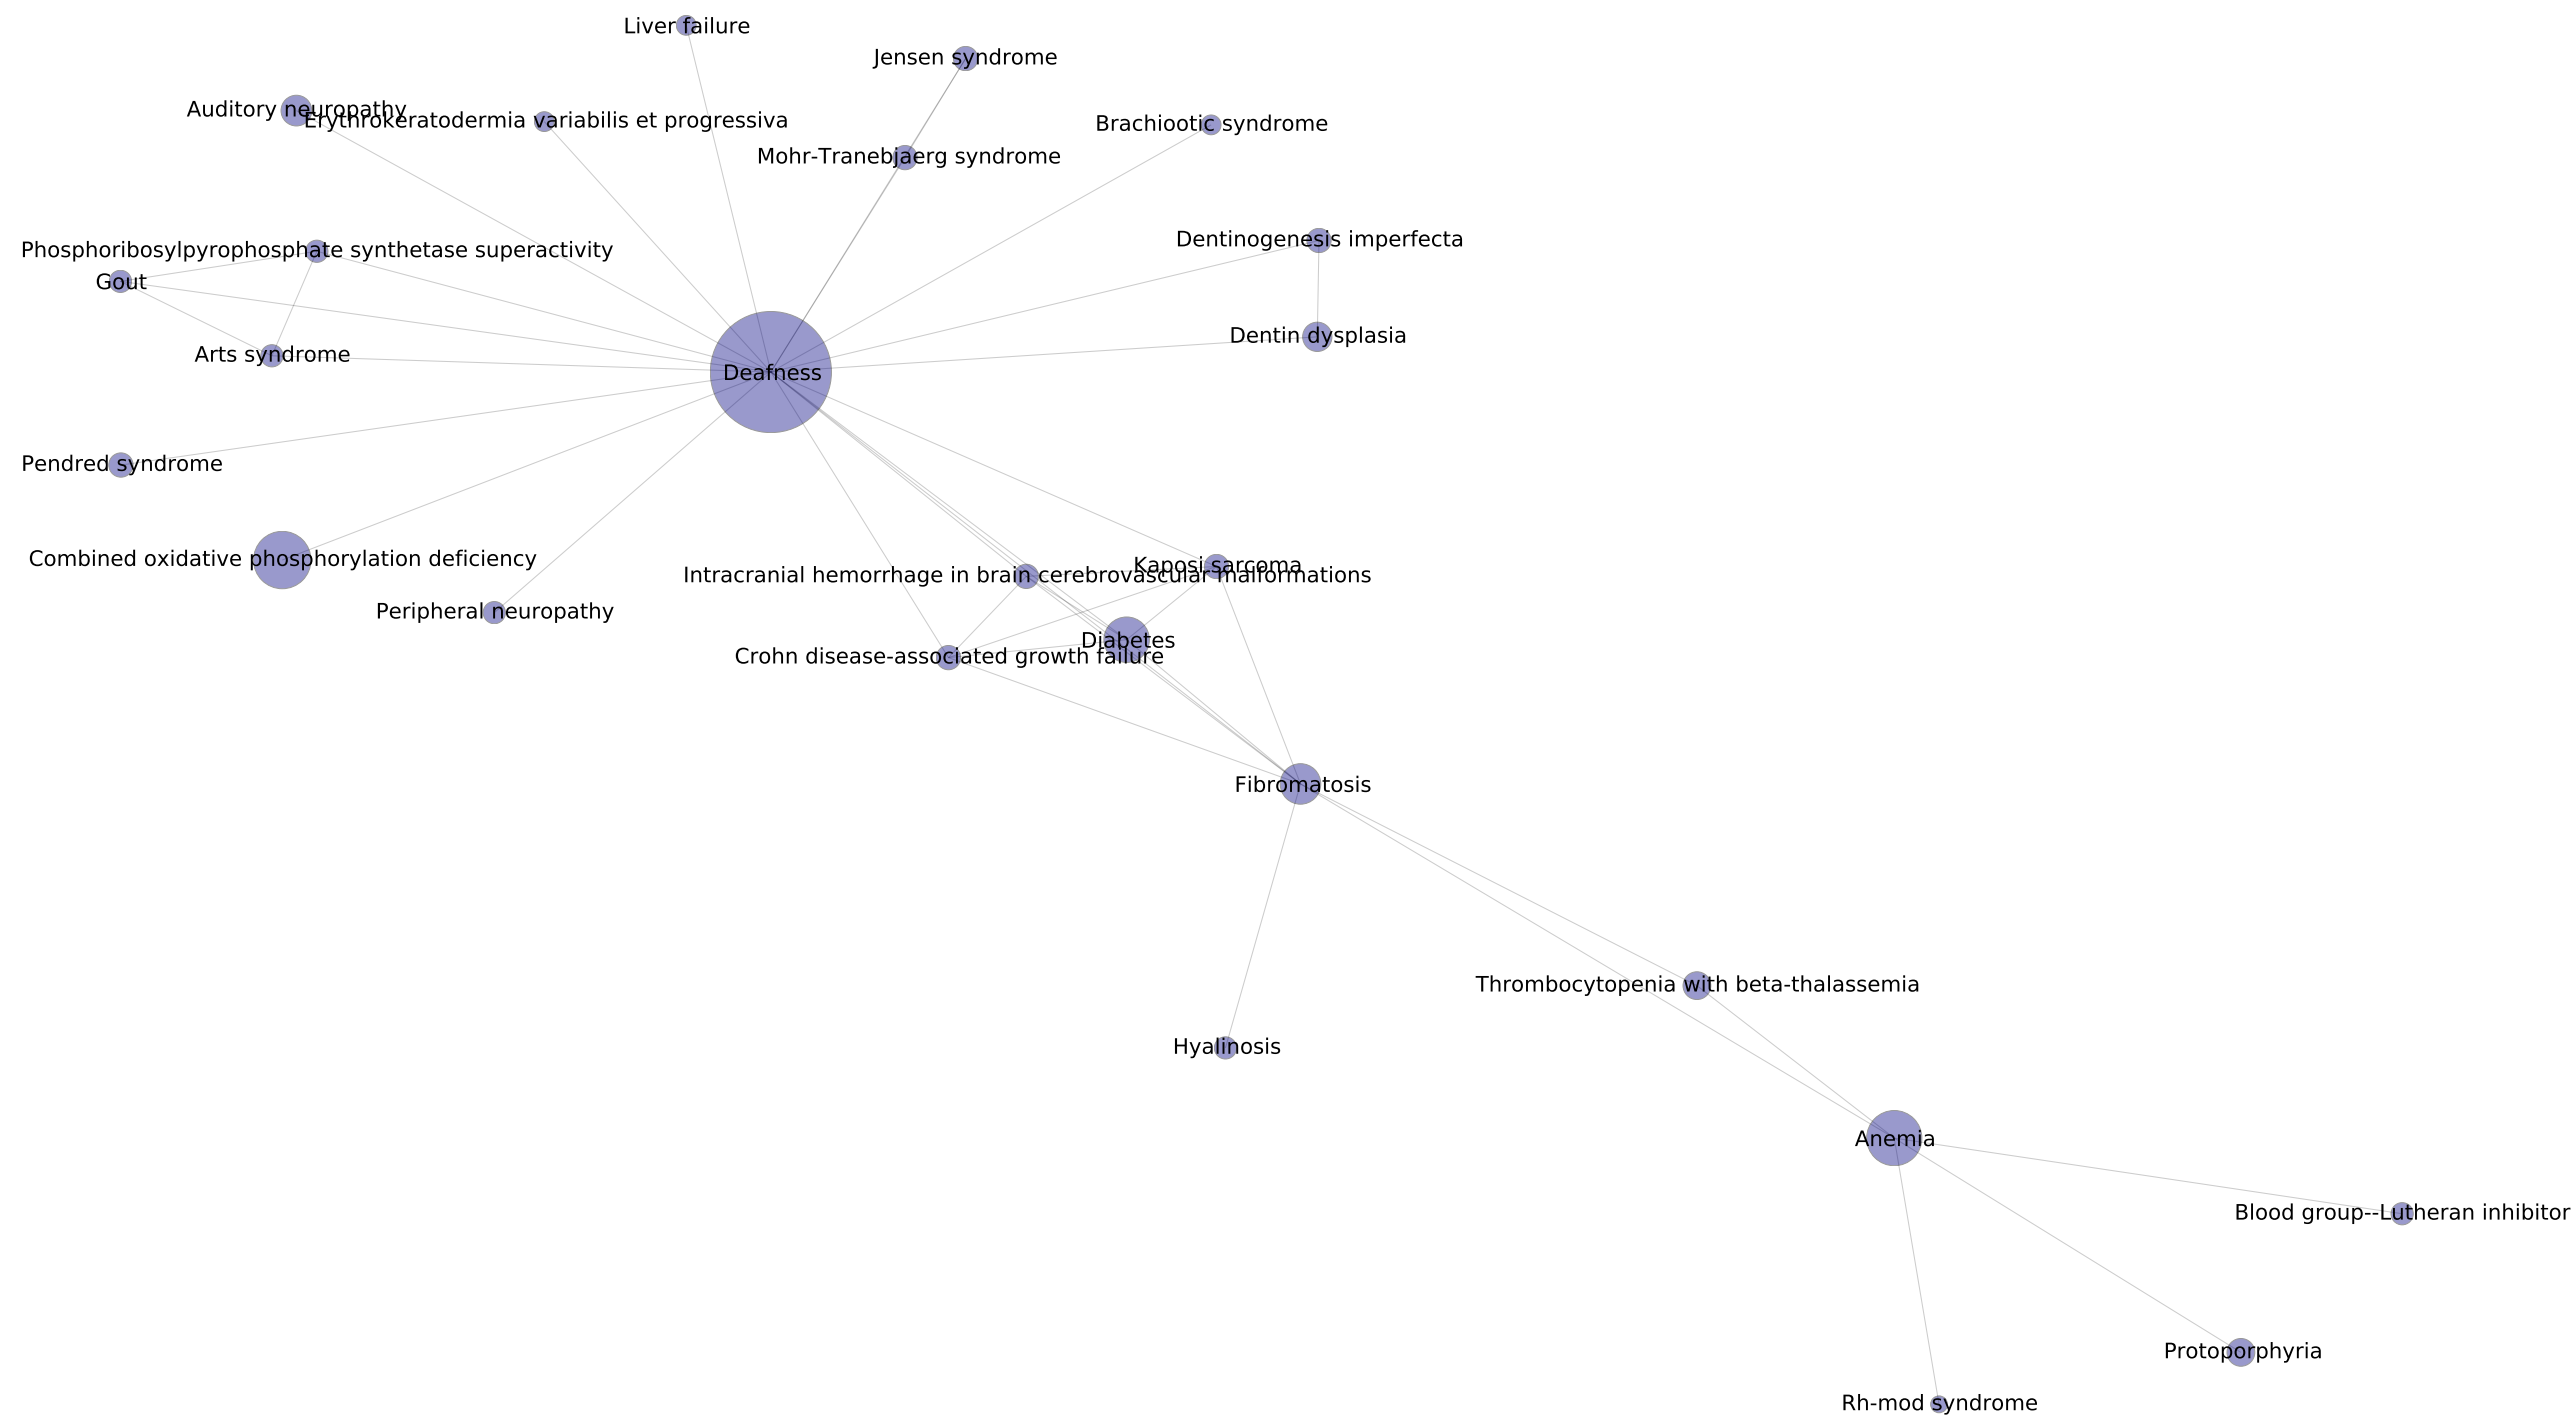 Liver failure
Jensen syndrome
Auditory neuropathy
Erythrokeratodermia variabilis et progressiva
Brachiootic syndrome
Mohr-Tranebjaerg syndrome
Dentinogenesis imperfecta
Phosphoribosylpyrophosphate synthetase superactivity
Gout
Dentin dysplasia
Arts syndrome
Deafness
Pendred syndrome
Combined oxidative phosphorylation deficiency
Kaposi sarcoma
Intracranial hemorrhage in brain cerebrovascular malformations
Peripheral neuropathy
Diabetes
Crohn disease-associated growth failure
Fibromatosis
Thrombocytopenia with beta-thalassemia
Hyalinosis
Anemia
Blood group--Lutheran inhibitor
Protoporphyria
Rh-mod syndrome